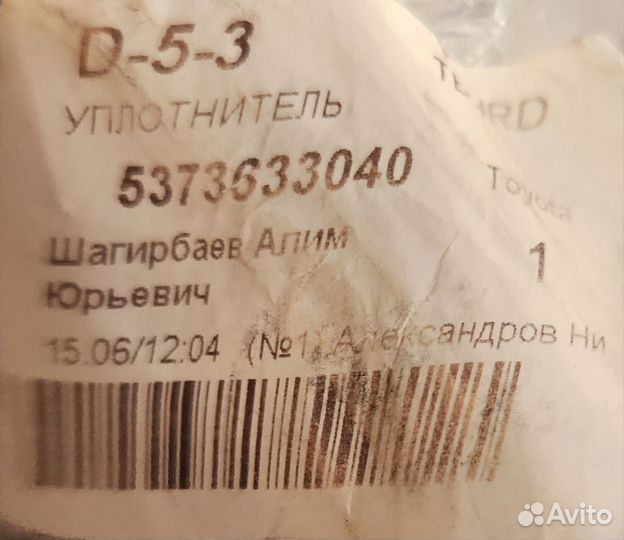 D-5-3
УПЛОТНИТЕЛЬ
5373633040 Toyota
Шагирбаев Алим 1
Юрьевич
15.06/12:04 (№1) Александров Ни
Avito